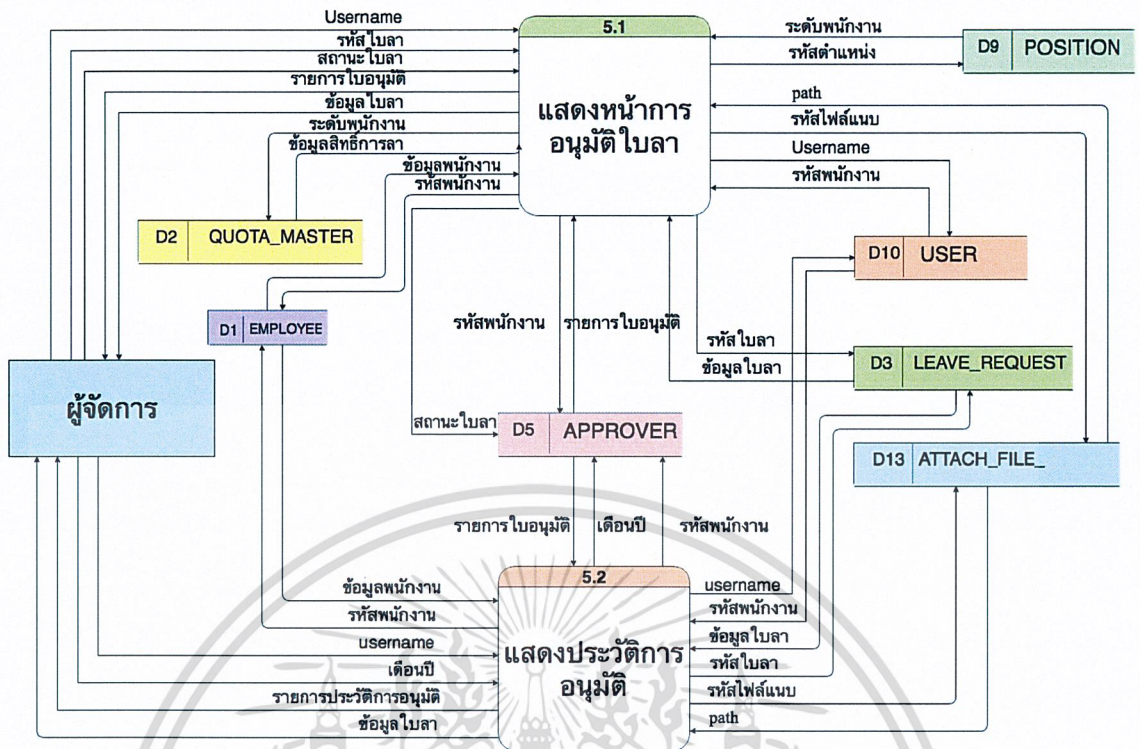 Username
รหัสใบลา
สถานะใบลา
รายการใบอนุมัติ
ข้อมูลใบลา
ระดับพนักงาน
ข้อมูลสิทธิ์การลา
ข้อมูลพนักงาน
รหัสพนักงาน
5.1
แสดงหน้าการ
อนุมัติใบลา
ระดับพนักงาน
รหัสตำแหน่ง
D9 POSITION
path
รหัสไฟล์แนบ
Username
รหัสพนักงาน
D2 QUOTA_MASTER
D10 USER
D1 EMPLOYEE
รหัสพนักงาน
รายการใบอนุมัติ
รหัสใบลา
ข้อมูลใบลา
D3 LEAVE_REQUEST
ผู้จัดการ
สถานะใบลา
D5 APPROVER
D13 ATTACH_FILE_
รายการใบอนุมัติ
เดือนปี
รหัสพนักงาน
5.2
แสดงประวัติการ
อนุมัติ
ข้อมูลพนักงาน
รหัสพนักงาน
username
เดือนปี
รายการประวัติการอนุมัติ
ข้อมูลใบลา
username
รหัสพนักงาน
ข้อมูลใบลา
รหัสใบลา
รหัสไฟล์แนบ
path